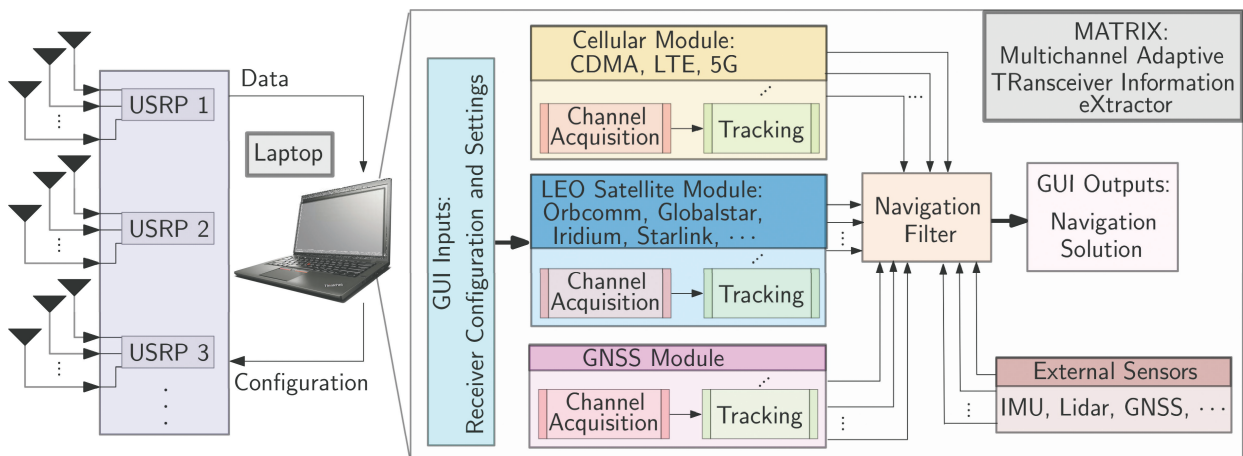 USRP 1
⋯
USRP 2
⋯
USRP 3
⋯
Data
Laptop
Configuration
GUI Inputs:
Receiver Configuration and Settings
Cellular Module:
CDMA, LTE, 5G
Channel
Acquisition
Tracking
LEO Satellite Module:
Orbcomm, Globalstar,
Iridium, Starlink, ⋯
Channel
Acquisition
Tracking
GNSS Module
Channel
Acquisition
Tracking
Navigation
Filter
MATRIX:
Multichannel Adaptive
TRansceiver Information
eXtractor
GUI Outputs:
Navigation
Solution
External Sensors
IMU, Lidar, GNSS, ⋯